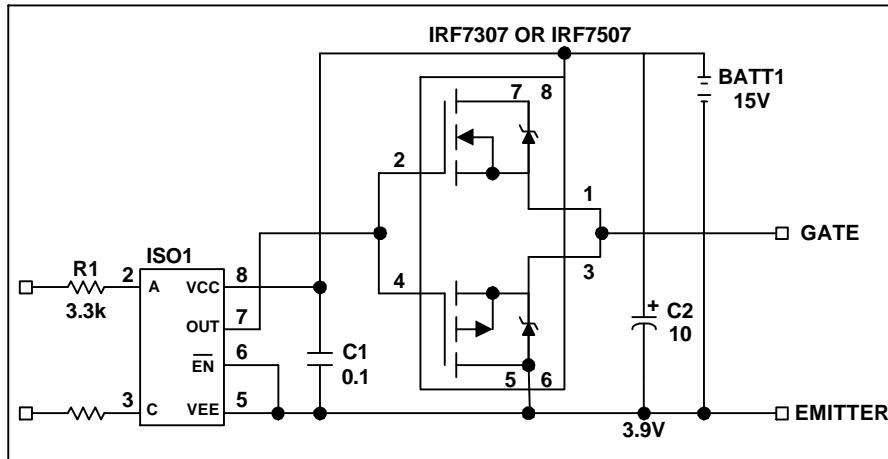 IRF7307 OR IRF7507
BATT1
15V
7 8
2
1
GATE
3
4
ISO1
R1
3.3k
2
A
VCC
8
OUT
7
EN
6
C1
0.1
5 6
+
C2
10
3
C
VEE
5
3.9V
EMITTER